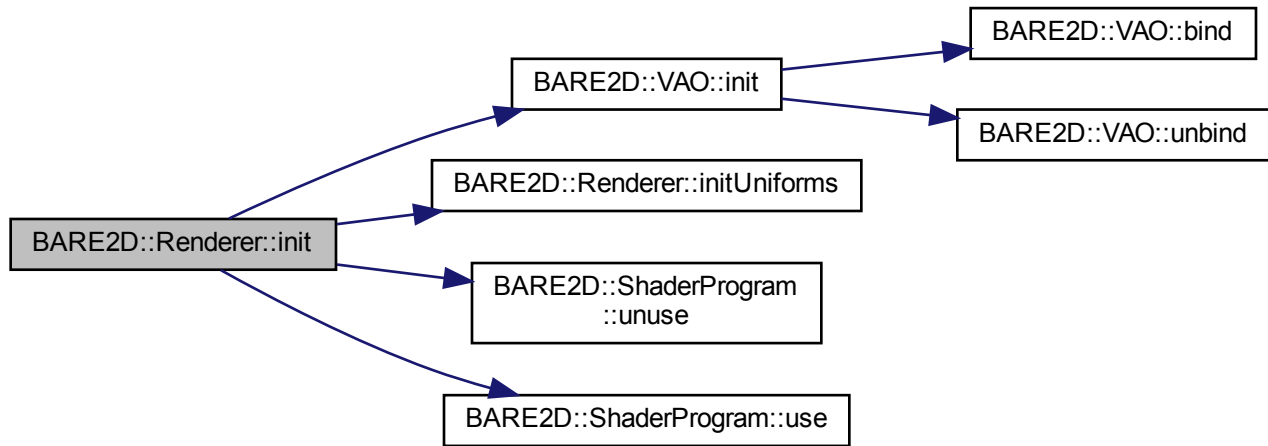 BARE2D::VAO::bind
BARE2D::VAO::init
BARE2D::VAO::unbind
BARE2D::Renderer::initUniforms
BARE2D::Renderer::init
BARE2D::ShaderProgram
::unuse
BARE2D::ShaderProgram::use